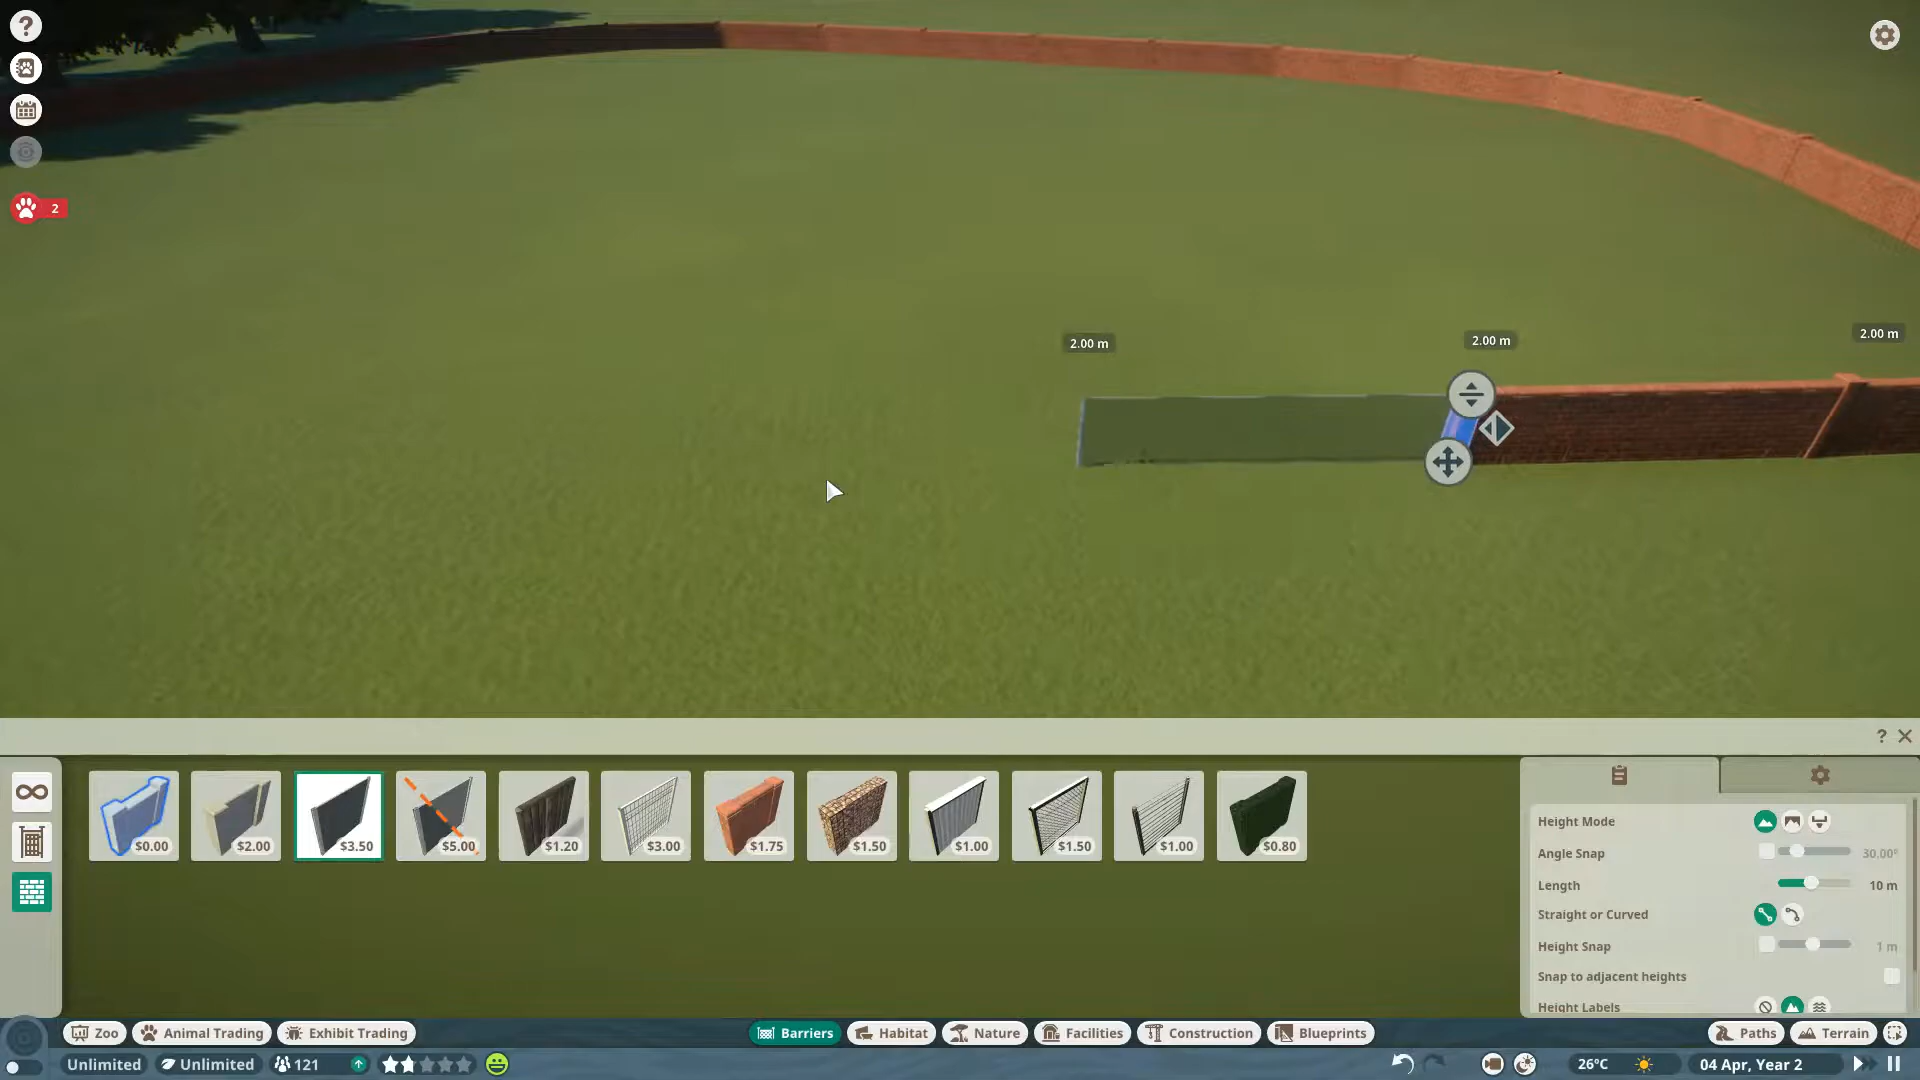 ?
2
2.00 m
2.00 m
2.00 m
?
$0.00
$2.00
$3.50
$5.00
$1.20
$3.00
$1.75
$1.50
$1.00
$1.50
$1.00
$0.80
Height Mode
Angle Snap 30.00°
Length 10 m
Straight or Curved
Height Snap 1 m
Snap to adjacent heights
Height Labels
Zoo Animal Trading Exhibit Trading Barriers Habitat Nature Facilities Construction Blueprints Paths Terrain
Unlimited Unlimited 121 26°C 04 Apr, Year 2